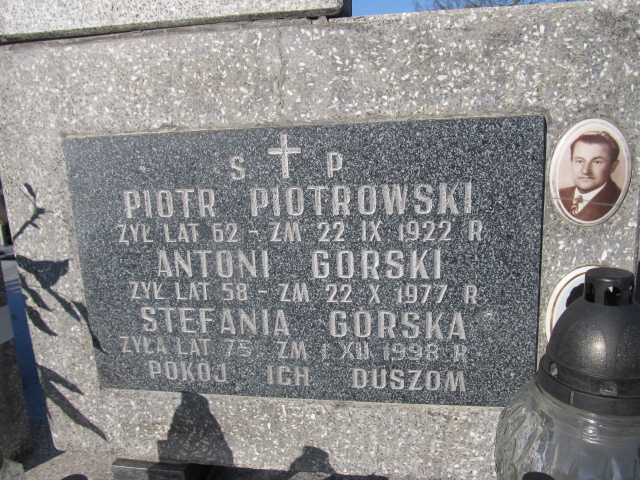 S P
PIOTR PIOTROWSKI
ŻYŁ LAT 62 - ZM 22 IX 1922 R
ANTONI GÓRSKI
ŻYŁ LAT 58 - ZM 22 X 1977 R
STEFANIA GÓRSKA
ŻYŁA LAT 75 ZM 1 XII 1998 R
POKÓJ ICH DUSZOM